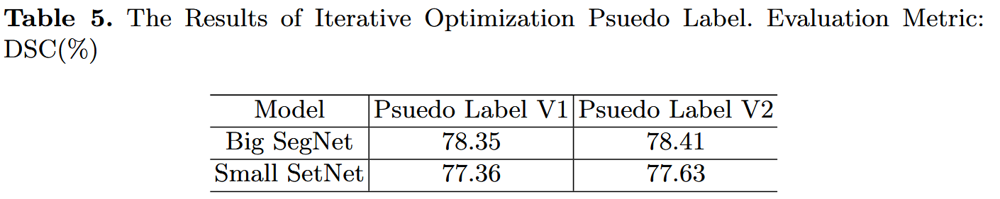 Table 5. The Results of Iterative Optimization Psuedo Label. Evaluation Metric:
DSC(%)
Model Psuedo Label V1 Psuedo Label V2
Big SegNet 78.35 78.41
Small SetNet 77.36 77.63